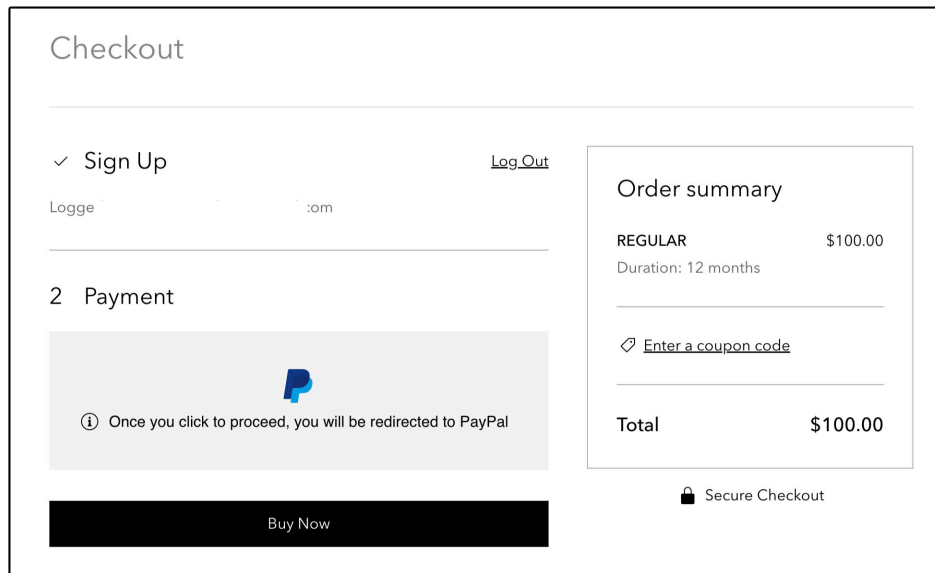 Checkout
Sign Up
Log Out
Logge com
2 Payment
Once you click to proceed, you will be redirected to PayPal
Buy Now
Order summary
REGULAR $100.00
Duration: 12 months
Enter a coupon code
Total $100.00
Secure Checkout